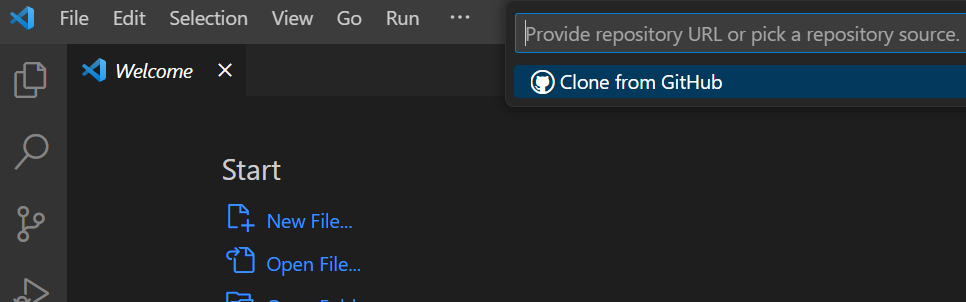 File Edit Selection View Go Run ···
Provide repository URL or pick a repository source.
Clone from GitHub
Welcome
Start
New File...
Open File...